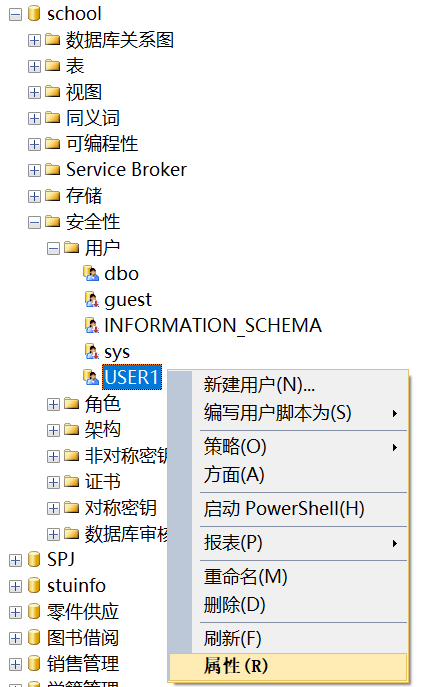 school
数据库关系图
表
视图
同义词
可编程性
Service Broker
存储
安全性
用户
dbo
guest
INFORMATION_SCHEMA
sys
USER1
新建用户(N)...
编写用户脚本为(S)
策略(O)
方面(A)
启动 PowerShell(H)
报表(P)
重命名(M)
删除(D)
刷新(F)
属性(R)
角色
架构
非对称密钥
证书
对称密钥
数据库审核
SPJ
stuinfo
零件供应
图书借阅
销售管理